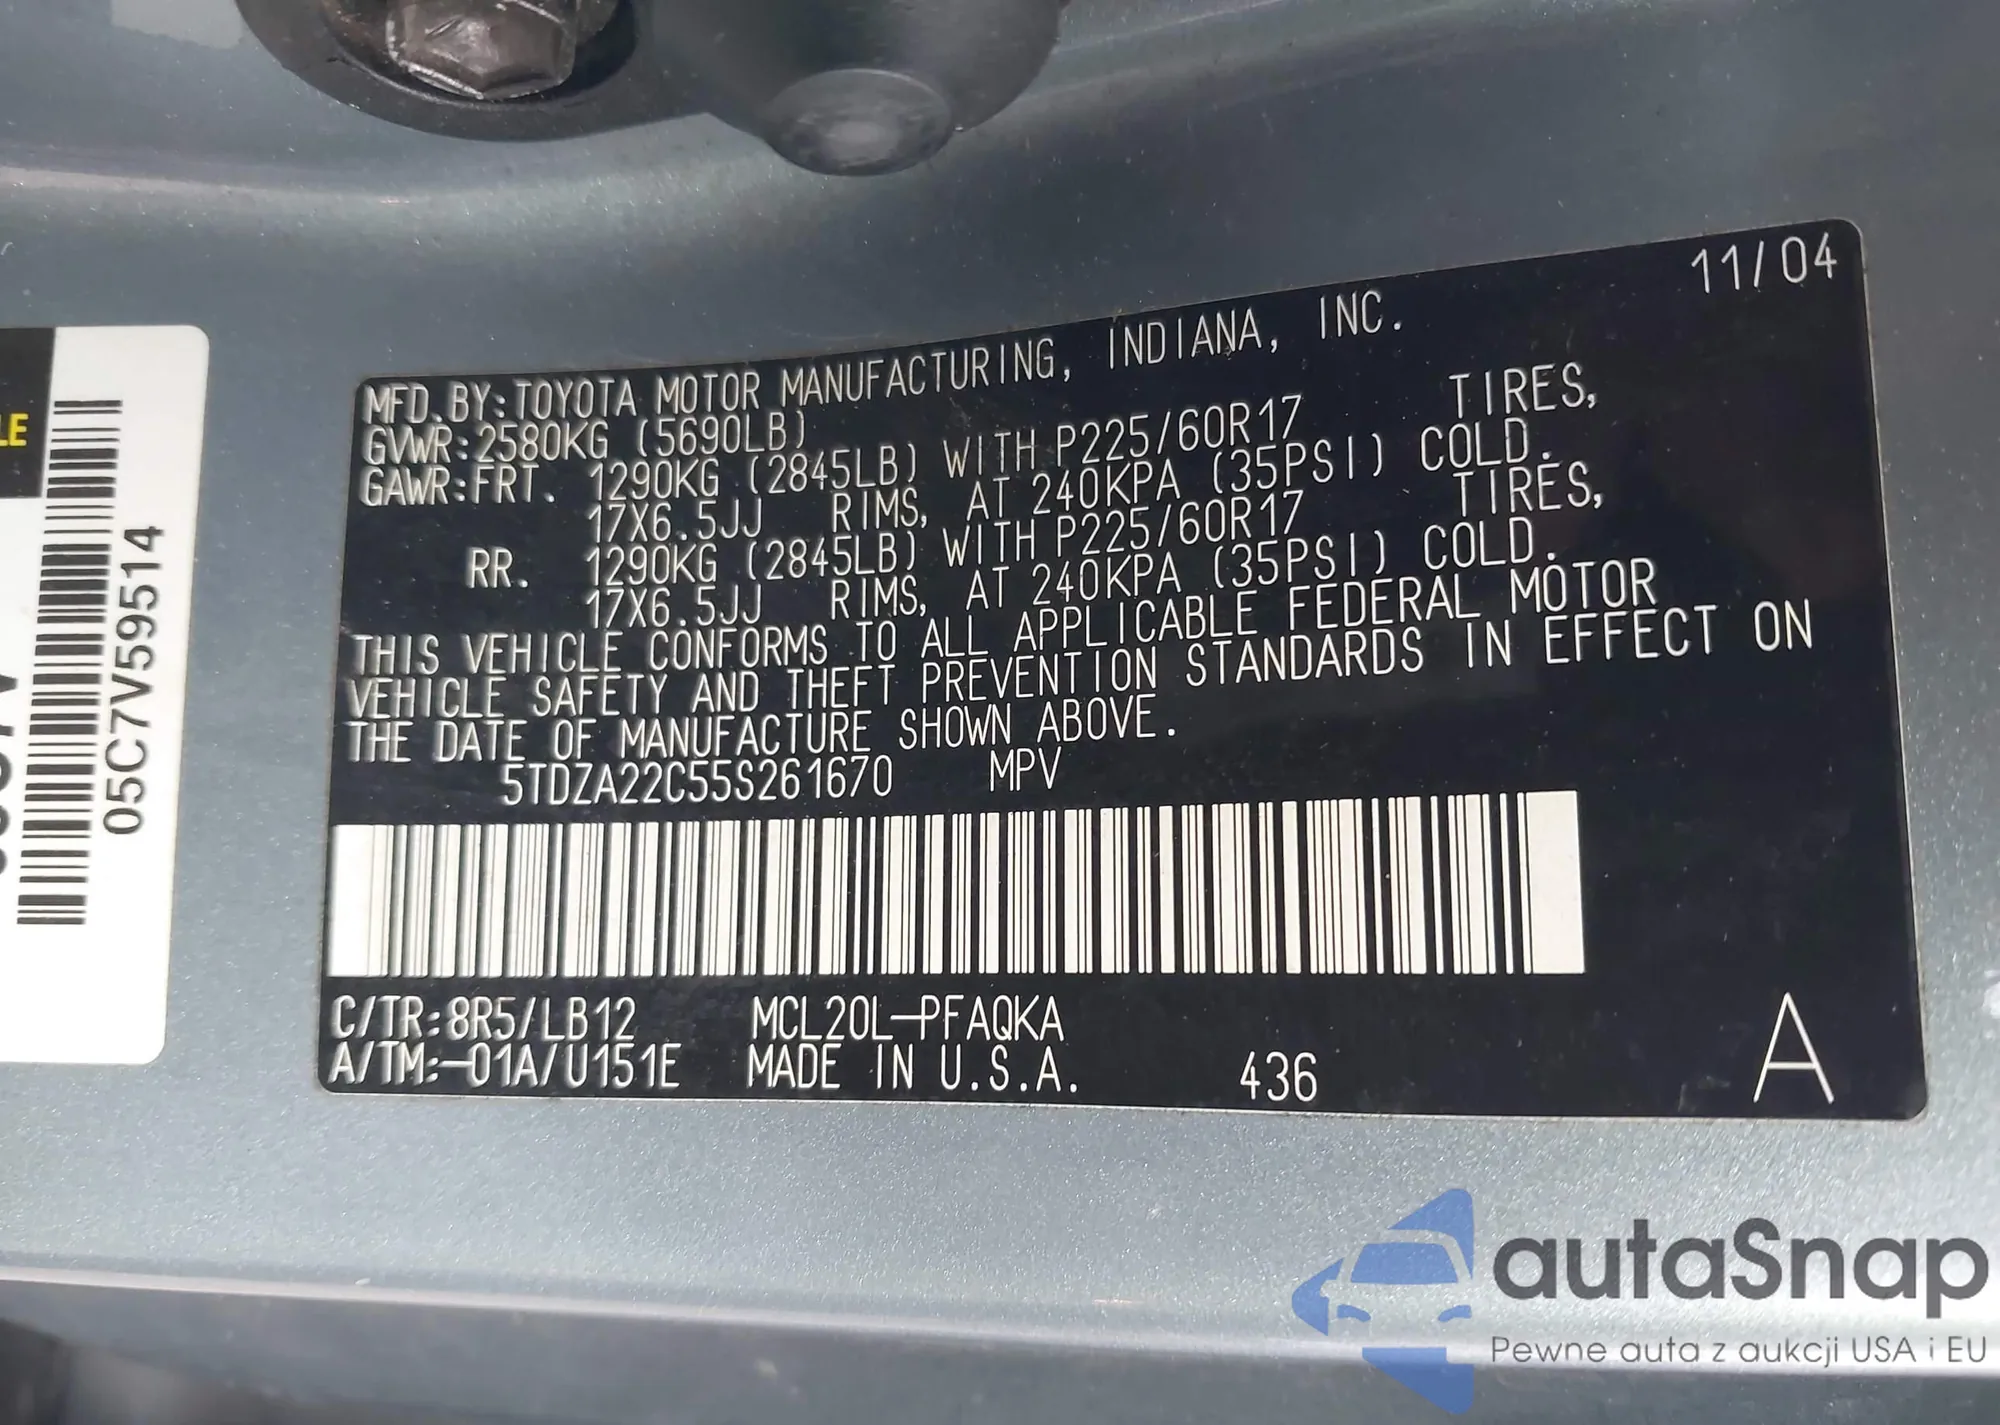 LE
05C7V59514
11/04
MFD. BY: TOYOTA MOTOR MANUFACTURING, INDIANA, INC.
GVWR: 2580KG (5690LB)
GAWR: FRT. 1290KG (2845LB) WITH P225/60R17 TIRES,
17X6.5JJ RIMS, AT 240KPA (35PSI) COLD.
RR. 1290KG (2845LB) WITH P225/60R17 TIRES,
17X6.5JJ RIMS, AT 240KPA (35PSI) COLD.
THIS VEHICLE CONFORMS TO ALL APPLICABLE FEDERAL MOTOR
VEHICLE SAFETY AND THEFT PREVENTION STANDARDS IN EFFECT ON
THE DATE OF MANUFACTURE SHOWN ABOVE.
5TDZA22C55S261670 MPV
C/TR: 8R5/LB12 MCL20L-PFAQKA
A/TM:-01A/U151E MADE IN U.S.A. 436 A
autaSnap
Pewne auta z aukcji USA i EU